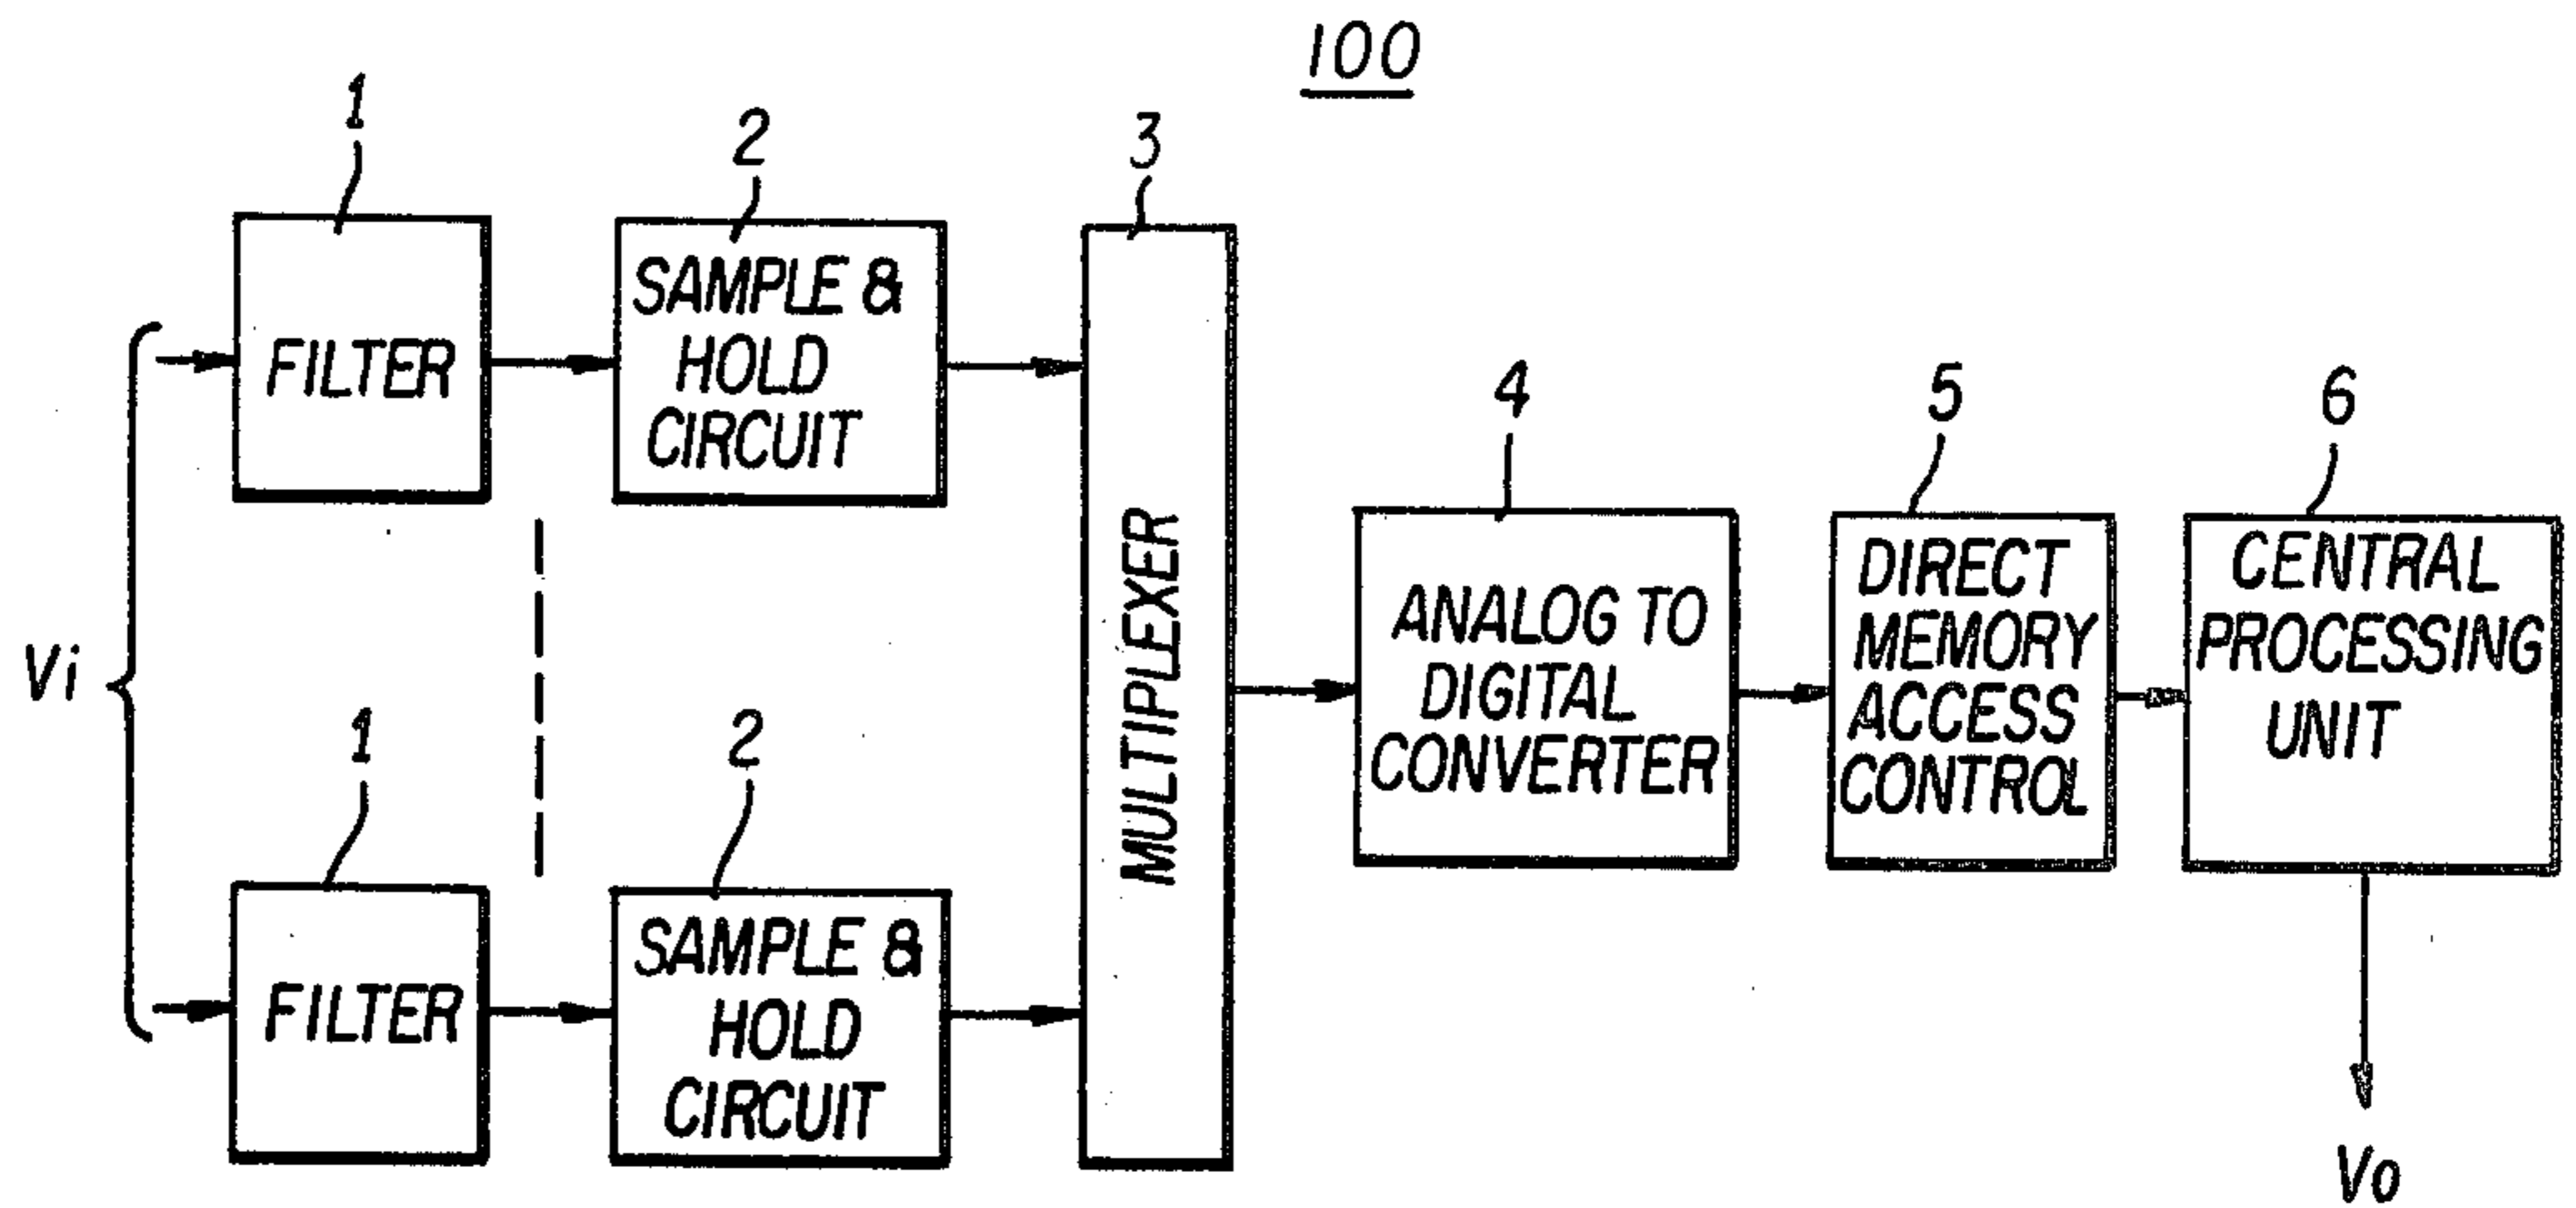 100
1
2
3
FILTER
SAMPLE &
HOLD
CIRCUIT
MULTIPLEXER
4
5
6
ANALOG TO
DIGITAL
CONVERTER
DIRECT
MEMORY
ACCESS
CONTROL
CENTRAL
PROCESSING
UNIT
Vi
1
2
FILTER
SAMPLE &
HOLD
CIRCUIT
Vo